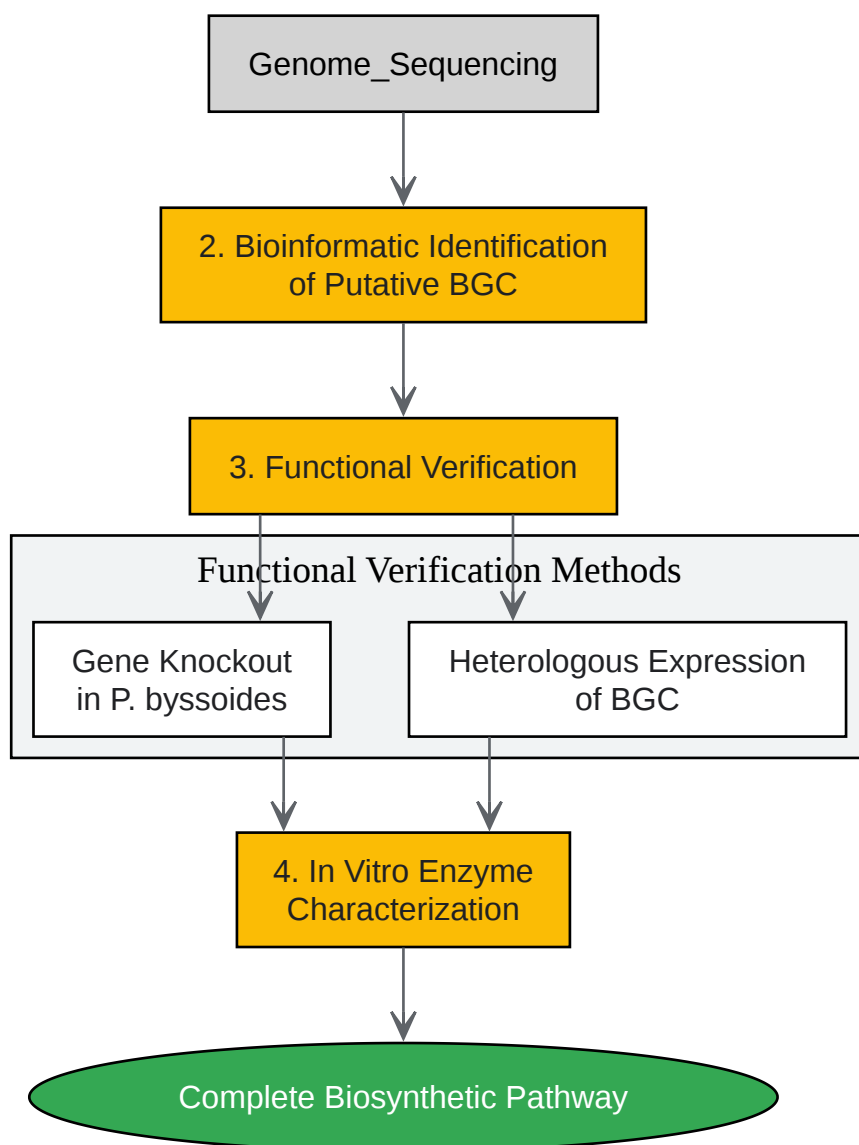 Genome_Sequencing
2. Bioinformatic Identification
of Putative BGC
3. Functional Verification
Functional Verification Methods
Gene Knockout
in P. byssoides
Heterologous Expression
of BGC
4. In Vitro Enzyme
Characterization
Complete Biosynthetic Pathway